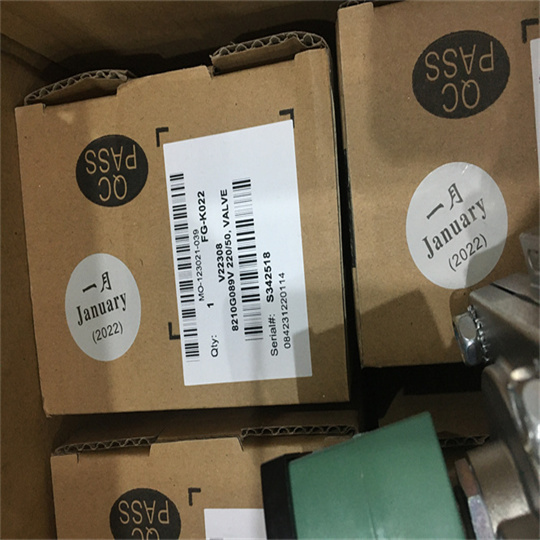 QC
PASS
一月
January
(2022)
MO-123021-039
FG-K022
Qty: 1
V22308
8210G089V 220/50, VALVE
Serial#: S342518
084231220114
QC
PASS
一月
January
(2022)
QC
PASS